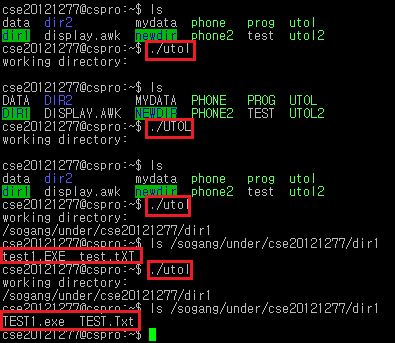 cse20121277@cspro:~$ ls
data dir2 mydata phone prog utol
dir1 display.awk newdir phone2 test utol2
cse20121277@cspro:~$ ./utol
working directory:

cse20121277@cspro:~$ ls
DATA DIR2 MYDATA PHONE PROG UTOL
DIR1 DISPLAY.AWK NEWDIR PHONE2 TEST UTOL2
cse20121277@cspro:~$ ./UTOL
working directory:

cse20121277@cspro:~$ ls
data dir2 mydata phone prog utol
dir1 display.awk newdir phone2 test utol2
cse20121277@cspro:~$ ./utol
working directory:
/sogang/under/cse20121277/dir1
cse20121277@cspro:~$ ls /sogang/under/cse20121277/dir1
test1.EXE test.tXT
cse20121277@cspro:~$ ./utol
working directory:
/sogang/under/cse20121277/dir1
cse20121277@cspro:~$ ls /sogang/under/cse20121277/dir1
TEST1.exe TEST.Txt
cse20121277@cspro:~$